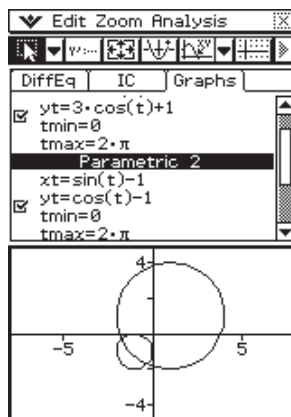 Edit Zoom Analysis
DiffEq IC Graphs
yt=3·cos(t)+1
tmin=0
tmax=2·π
Parametric 2
xt=sin(t)-1
yt=cos(t)-1
tmin=0
tmax=2·π
4
-5 5
-4